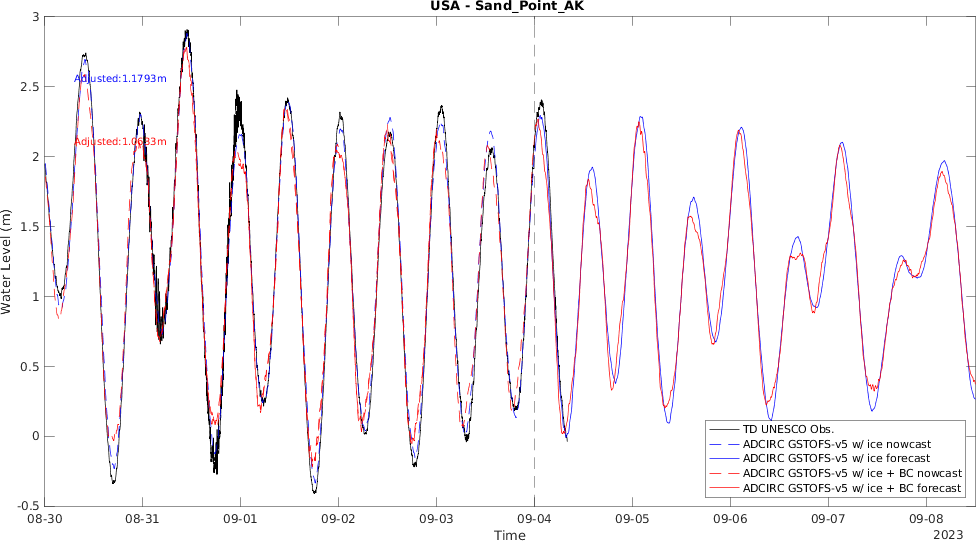 USA - Sand_Point_AK
3
2.5
2
1.5
1
0.5
0
-0.5
Water Level (m)
Adjusted:1.1793m
08-30
08-31
09-01
09-02
09-03
09-04
09-05
09-06
09-07
09-08
Time
2023
TD UNESCO Obs.
ADCIRC GSTOFS-v5 w/ ice nowcast
ADCIRC GSTOFS-v5 w/ ice forecast
ADCIRC GSTOFS-v5 w/ ice + BC nowcast
ADCIRC GSTOFS-v5 w/ ice + BC forecast